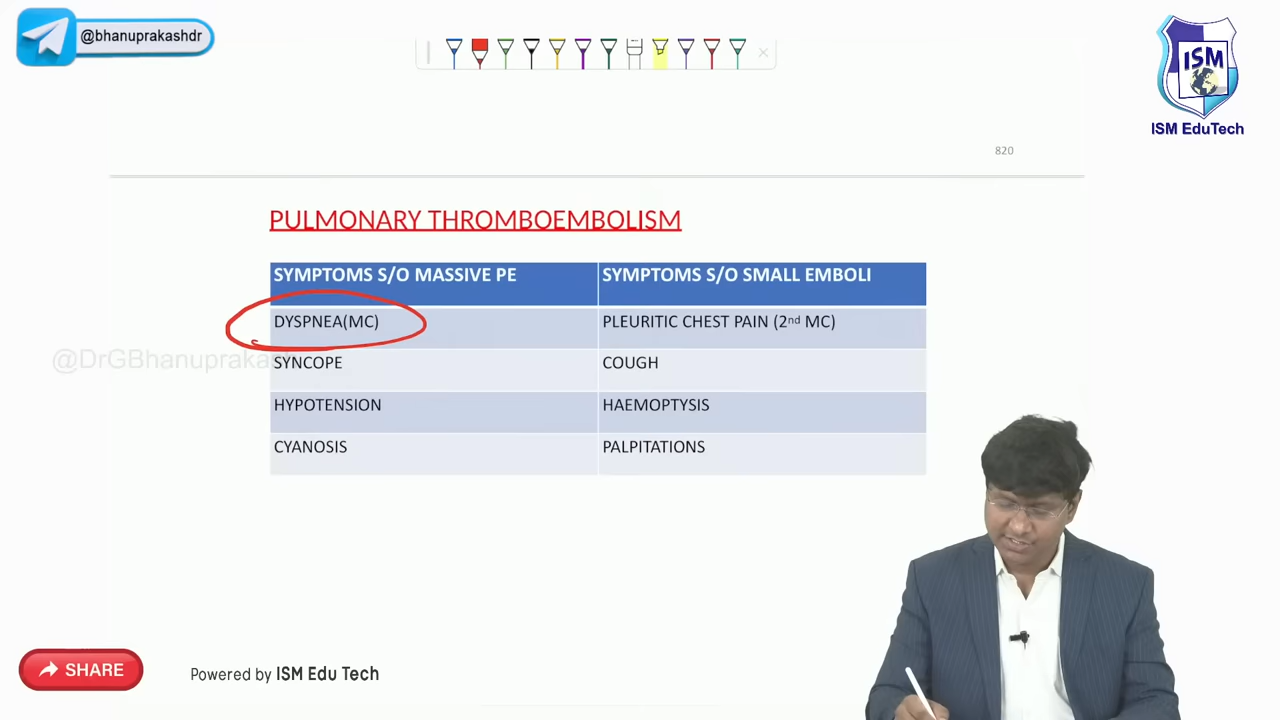 @bhanuprakashdr
ISM
ISM EduTech
820
PULMONARY THROMBOEMBOLISM
SYMPTOMS S/O MASSIVE PE SYMPTOMS S/O SMALL EMBOLI
DYSPNEA(MC) PLEURITIC CHEST PAIN (2nd MC)
@DrGBhanuprakash
SYNCOPE COUGH
HYPOTENSION HAEMOPTYSIS
CYANOSIS PALPITATIONS
SHARE
Powered by ISM Edu Tech